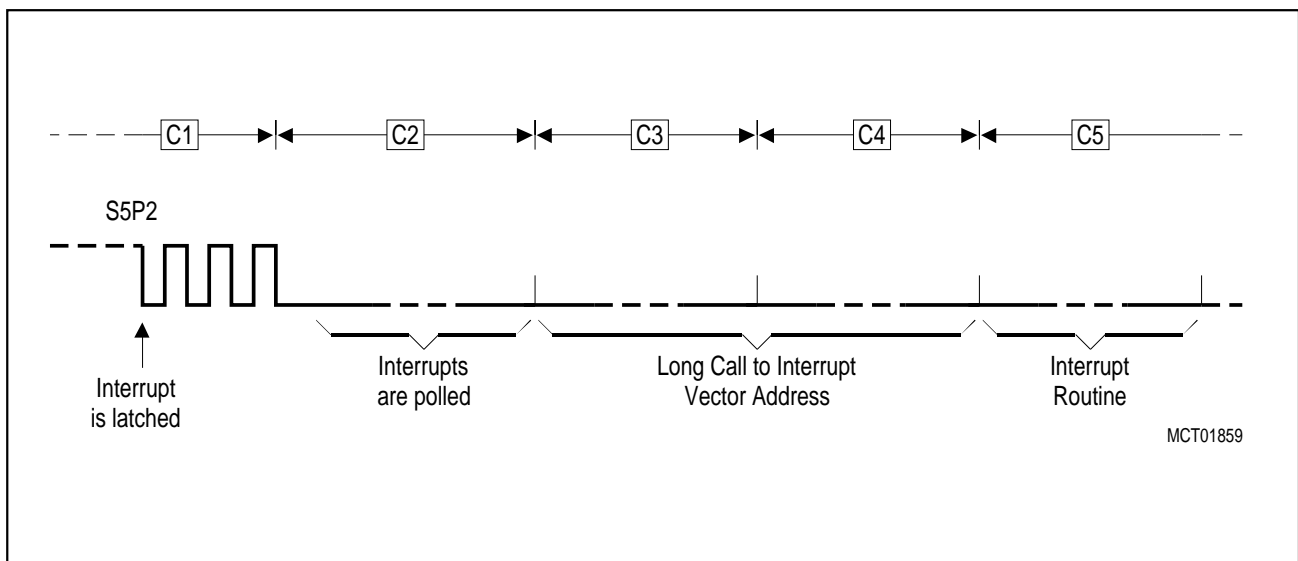 C1 C2 C3 C4 C5
S5P2
Interrupt
is latched
Interrupts
are polled
Long Call to Interrupt
Vector Address
Interrupt
Routine
MCT01859